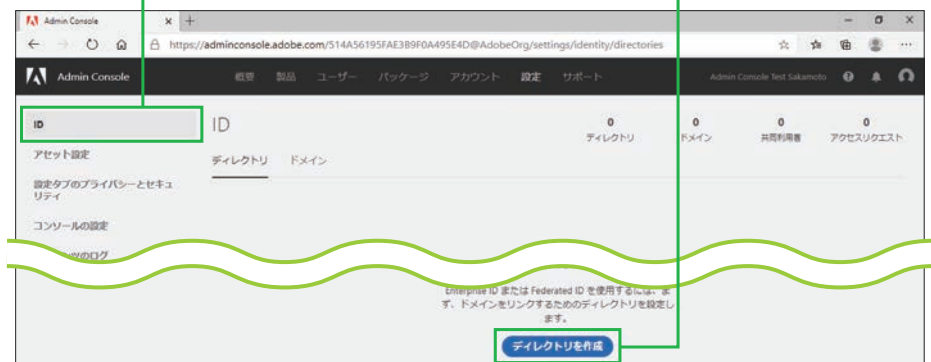 Admin Console
https://adminconsole.adobe.com/514A56195FAE3B9F0A495E4D@AdobeOrg/settings/identity/directories
Admin Console
概要 製品 ユーザー パッケージ アカウント 設定 サポート
Admin Console Test Sakamoto
ID
アセット設定
設定タブのプライバシーとセキュ
リティ
コンソールの設定
ID
0 ディレクトリ
0 ドメイン
0 共同利用者
0 アクセスリクエスト
ディレクトリ ドメイン
Enterprise ID または Federated ID を使用するには、ま
ず、ドメインをリンクするためのディレクトリを設定し
ます。
ディレクトリを作成